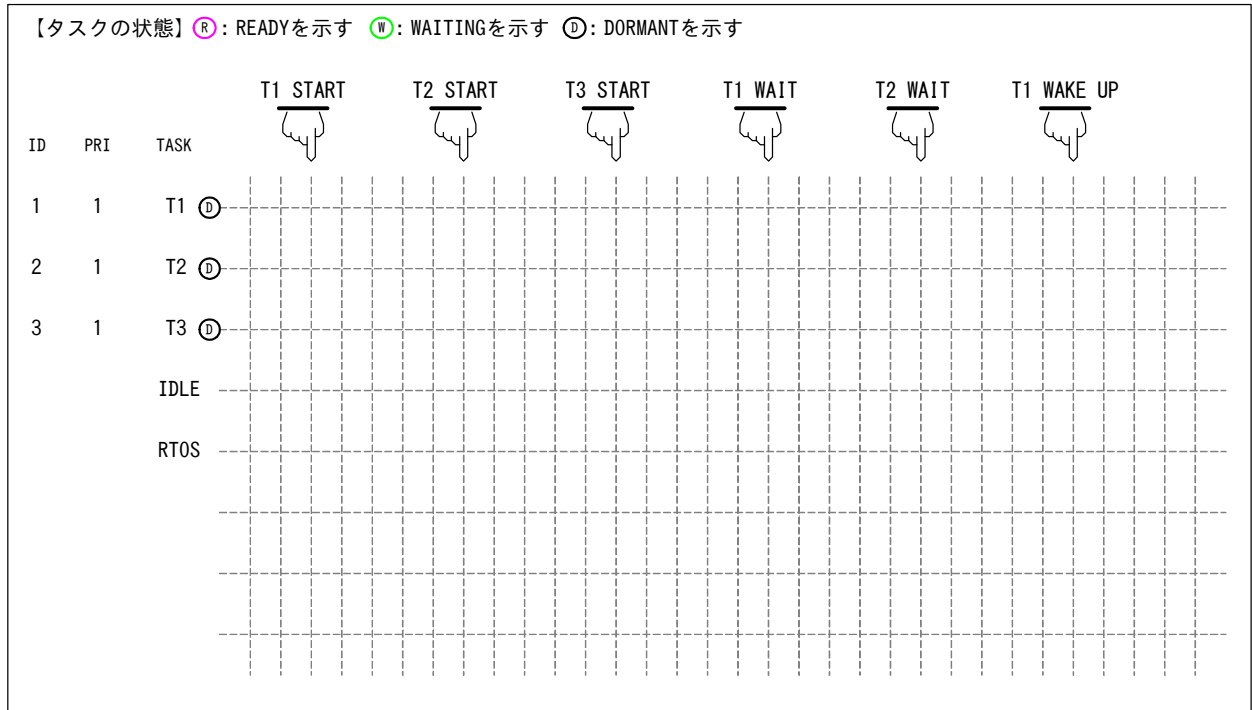 【タスクの状態】Ⓡ: READYを示す Ⓦ: WAITINGを示す Ⓓ: DORMANTを示す
T1 START T2 START T3 START T1 WAIT T2 WAIT T1 WAKE UP
ID PRI TASK
1 1 T1 Ⓓ
2 1 T2 Ⓓ
3 1 T3 Ⓓ
IDLE
RTOS